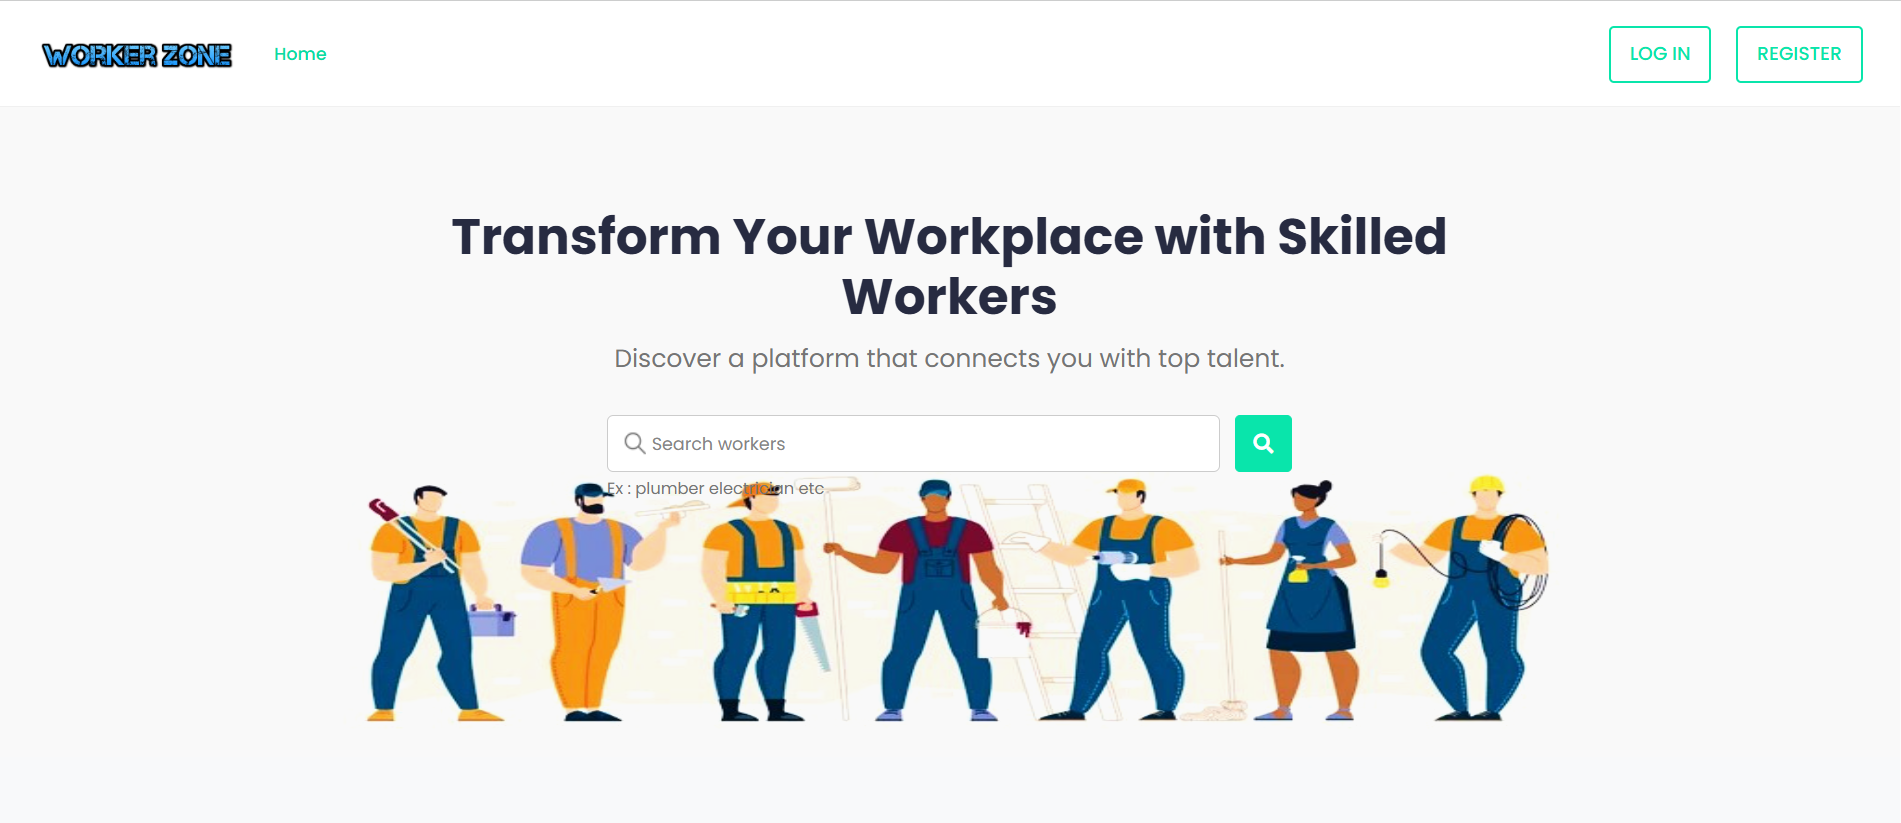 WORKER ZONE
Home
LOG IN
REGISTER
Transform Your Workplace with Skilled
Workers
Discover a platform that connects you with top talent.
Search workers
Ex : plumber electrician etc